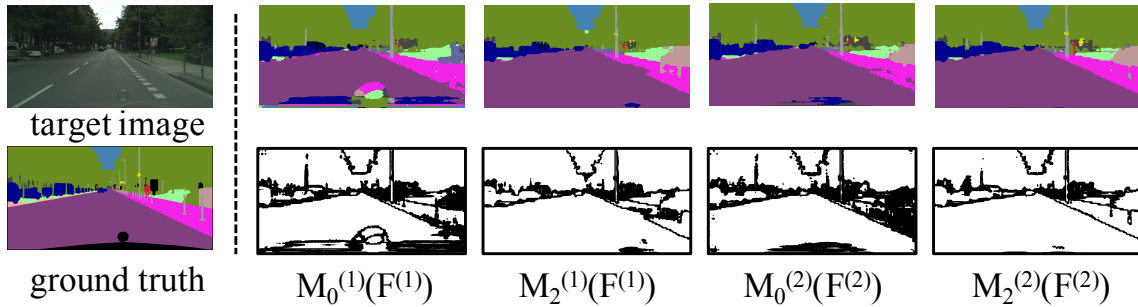 target image
ground truth
M₀⁽¹⁾(F⁽¹⁾) M₂⁽¹⁾(F⁽¹⁾) M₀⁽²⁾(F⁽²⁾) M₂⁽²⁾(F⁽²⁾)